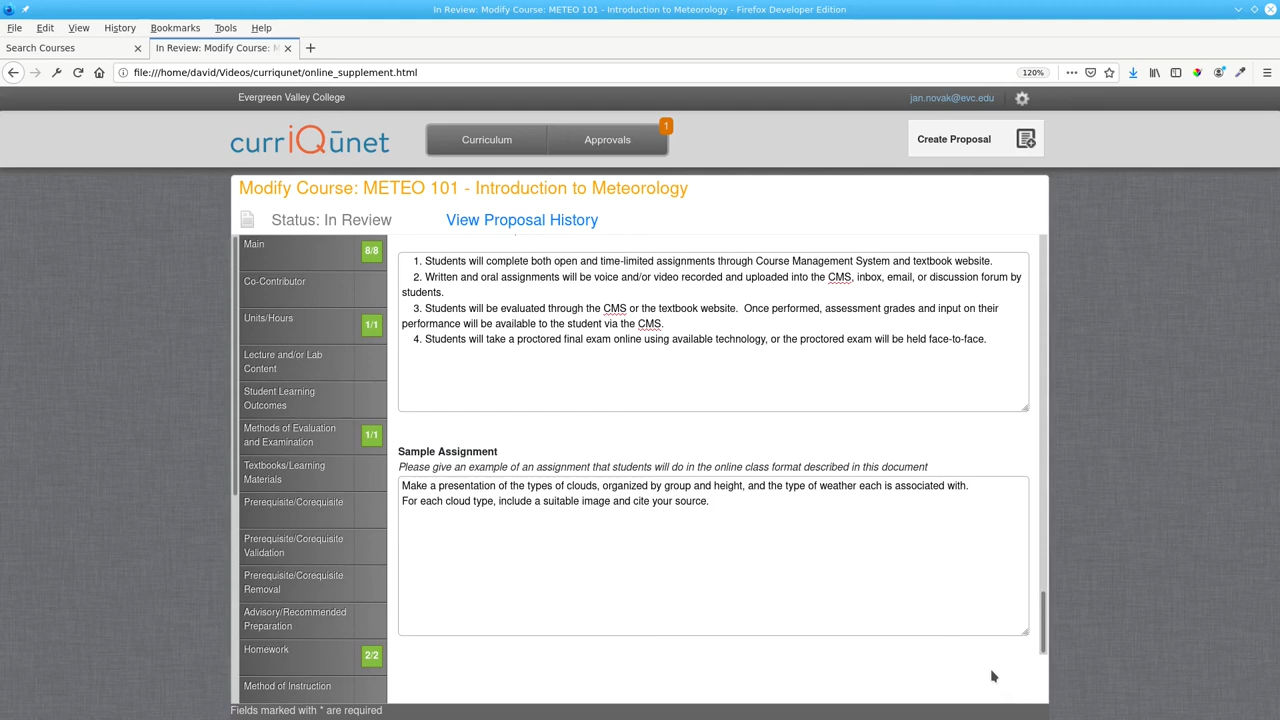 In Review: Modify Course: METEO 101 - Introduction to Meteorology - Firefox Developer Edition
File Edit View History Bookmarks Tools Help
Search Courses
In Review: Modify Course: M
file:///home/david/Videos/curriqunet/online_supplement.html
120%
Evergreen Valley College
jan.novak@evc.edu
currIQūnet
Curriculum
Approvals
1
Create Proposal
Modify Course: METEO 101 - Introduction to Meteorology
Status: In Review
View Proposal History
Main
8/8
Co-Contributor
Units/Hours
1/1
Lecture and/or Lab
Content
Student Learning
Outcomes
Methods of Evaluation
and Examination
1/1
Textbooks/Learning
Materials
Prerequisite/Corequisite
Prerequisite/Corequisite
Validation
Prerequisite/Corequisite
Removal
Advisory/Recommended
Preparation
Homework
2/2
Method of Instruction
1. Students will complete both open and time-limited assignments through Course Management System and textbook website.
2. Written and oral assignments will be voice and/or video recorded and uploaded into the CMS, inbox, email, or discussion forum by
students.
3. Students will be evaluated through the CMS or the textbook website.  Once performed, assessment grades and input on their
performance will be available to the student via the CMS.
4. Students will take a proctored final exam online using available technology, or the proctored exam will be held face-to-face.
Sample Assignment
Please give an example of an assignment that students will do in the online class format described in this document
Make a presentation of the types of clouds, organized by group and height, and the type of weather each is associated with.
For each cloud type, include a suitable image and cite your source.
Fields marked with * are required